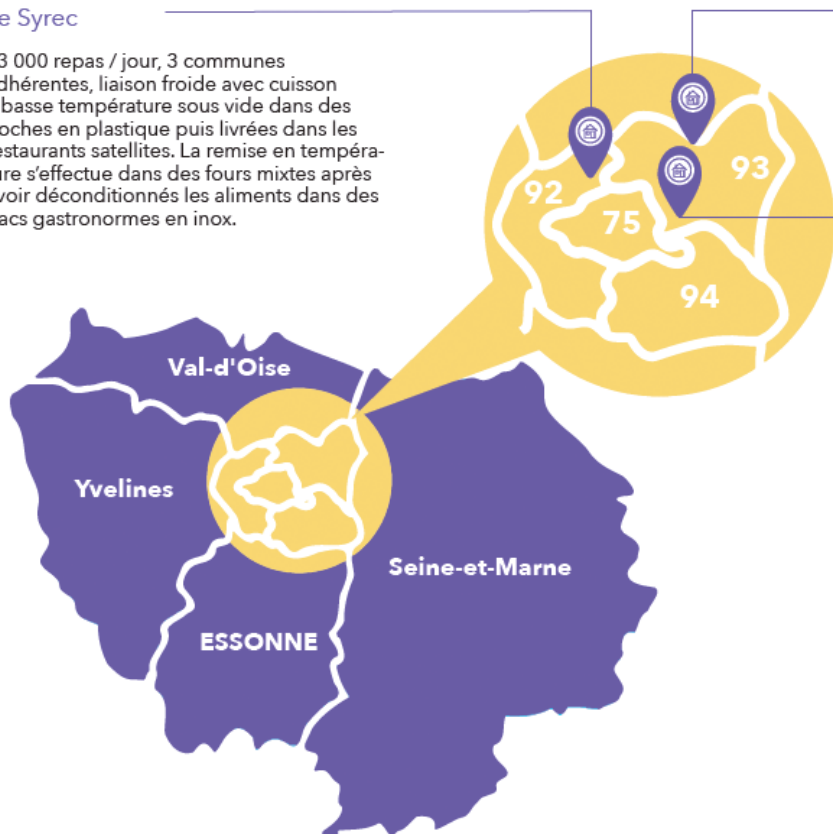 e Syrec
3 000 repas / jour, 3 communes
dhérentes, liaison froide avec cuisson
basse température sous vide dans des
oches en plastique puis livrées dans les
estaurants satellites. La remise en tempéra-
ure s’effectue dans des fours mixtes après
voir déconditionnés les aliments dans des
acs gastronormes en inox.
93
92
75
94
Val-d'Oise
Yvelines
Seine-et-Marne
ESSONNE